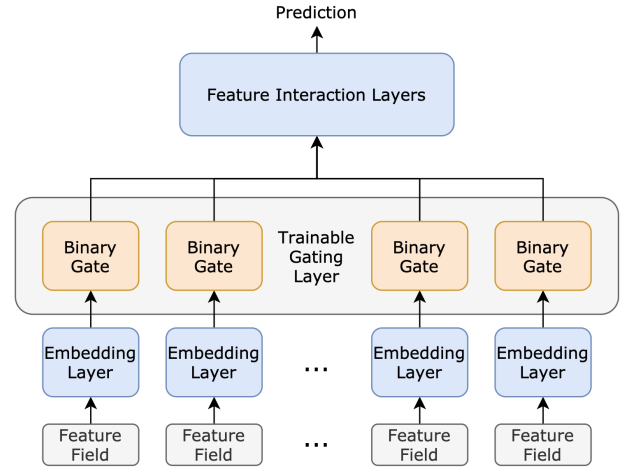 Prediction
Feature Interaction Layers
Binary
Gate
Binary
Gate
Trainable
Gating
Layer
Binary
Gate
Binary
Gate
Embedding
Layer
Embedding
Layer
...
Embedding
Layer
Embedding
Layer
Feature
Field
Feature
Field
...
Feature
Field
Feature
Field